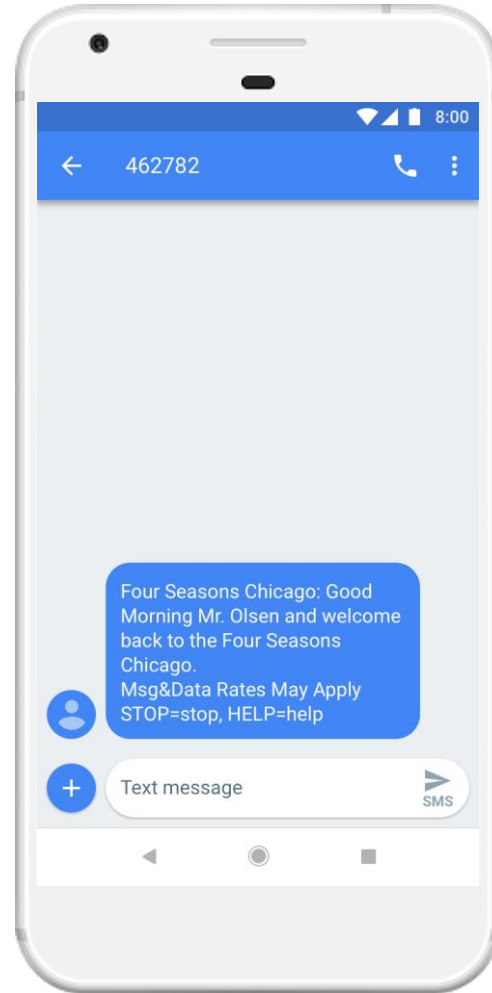 8:00
462782
Four Seasons Chicago: Good
Morning Mr. Olsen and welcome
back to the Four Seasons
Chicago.
Msg&Data Rates May Apply
STOP=stop, HELP=help
Text message
SMS